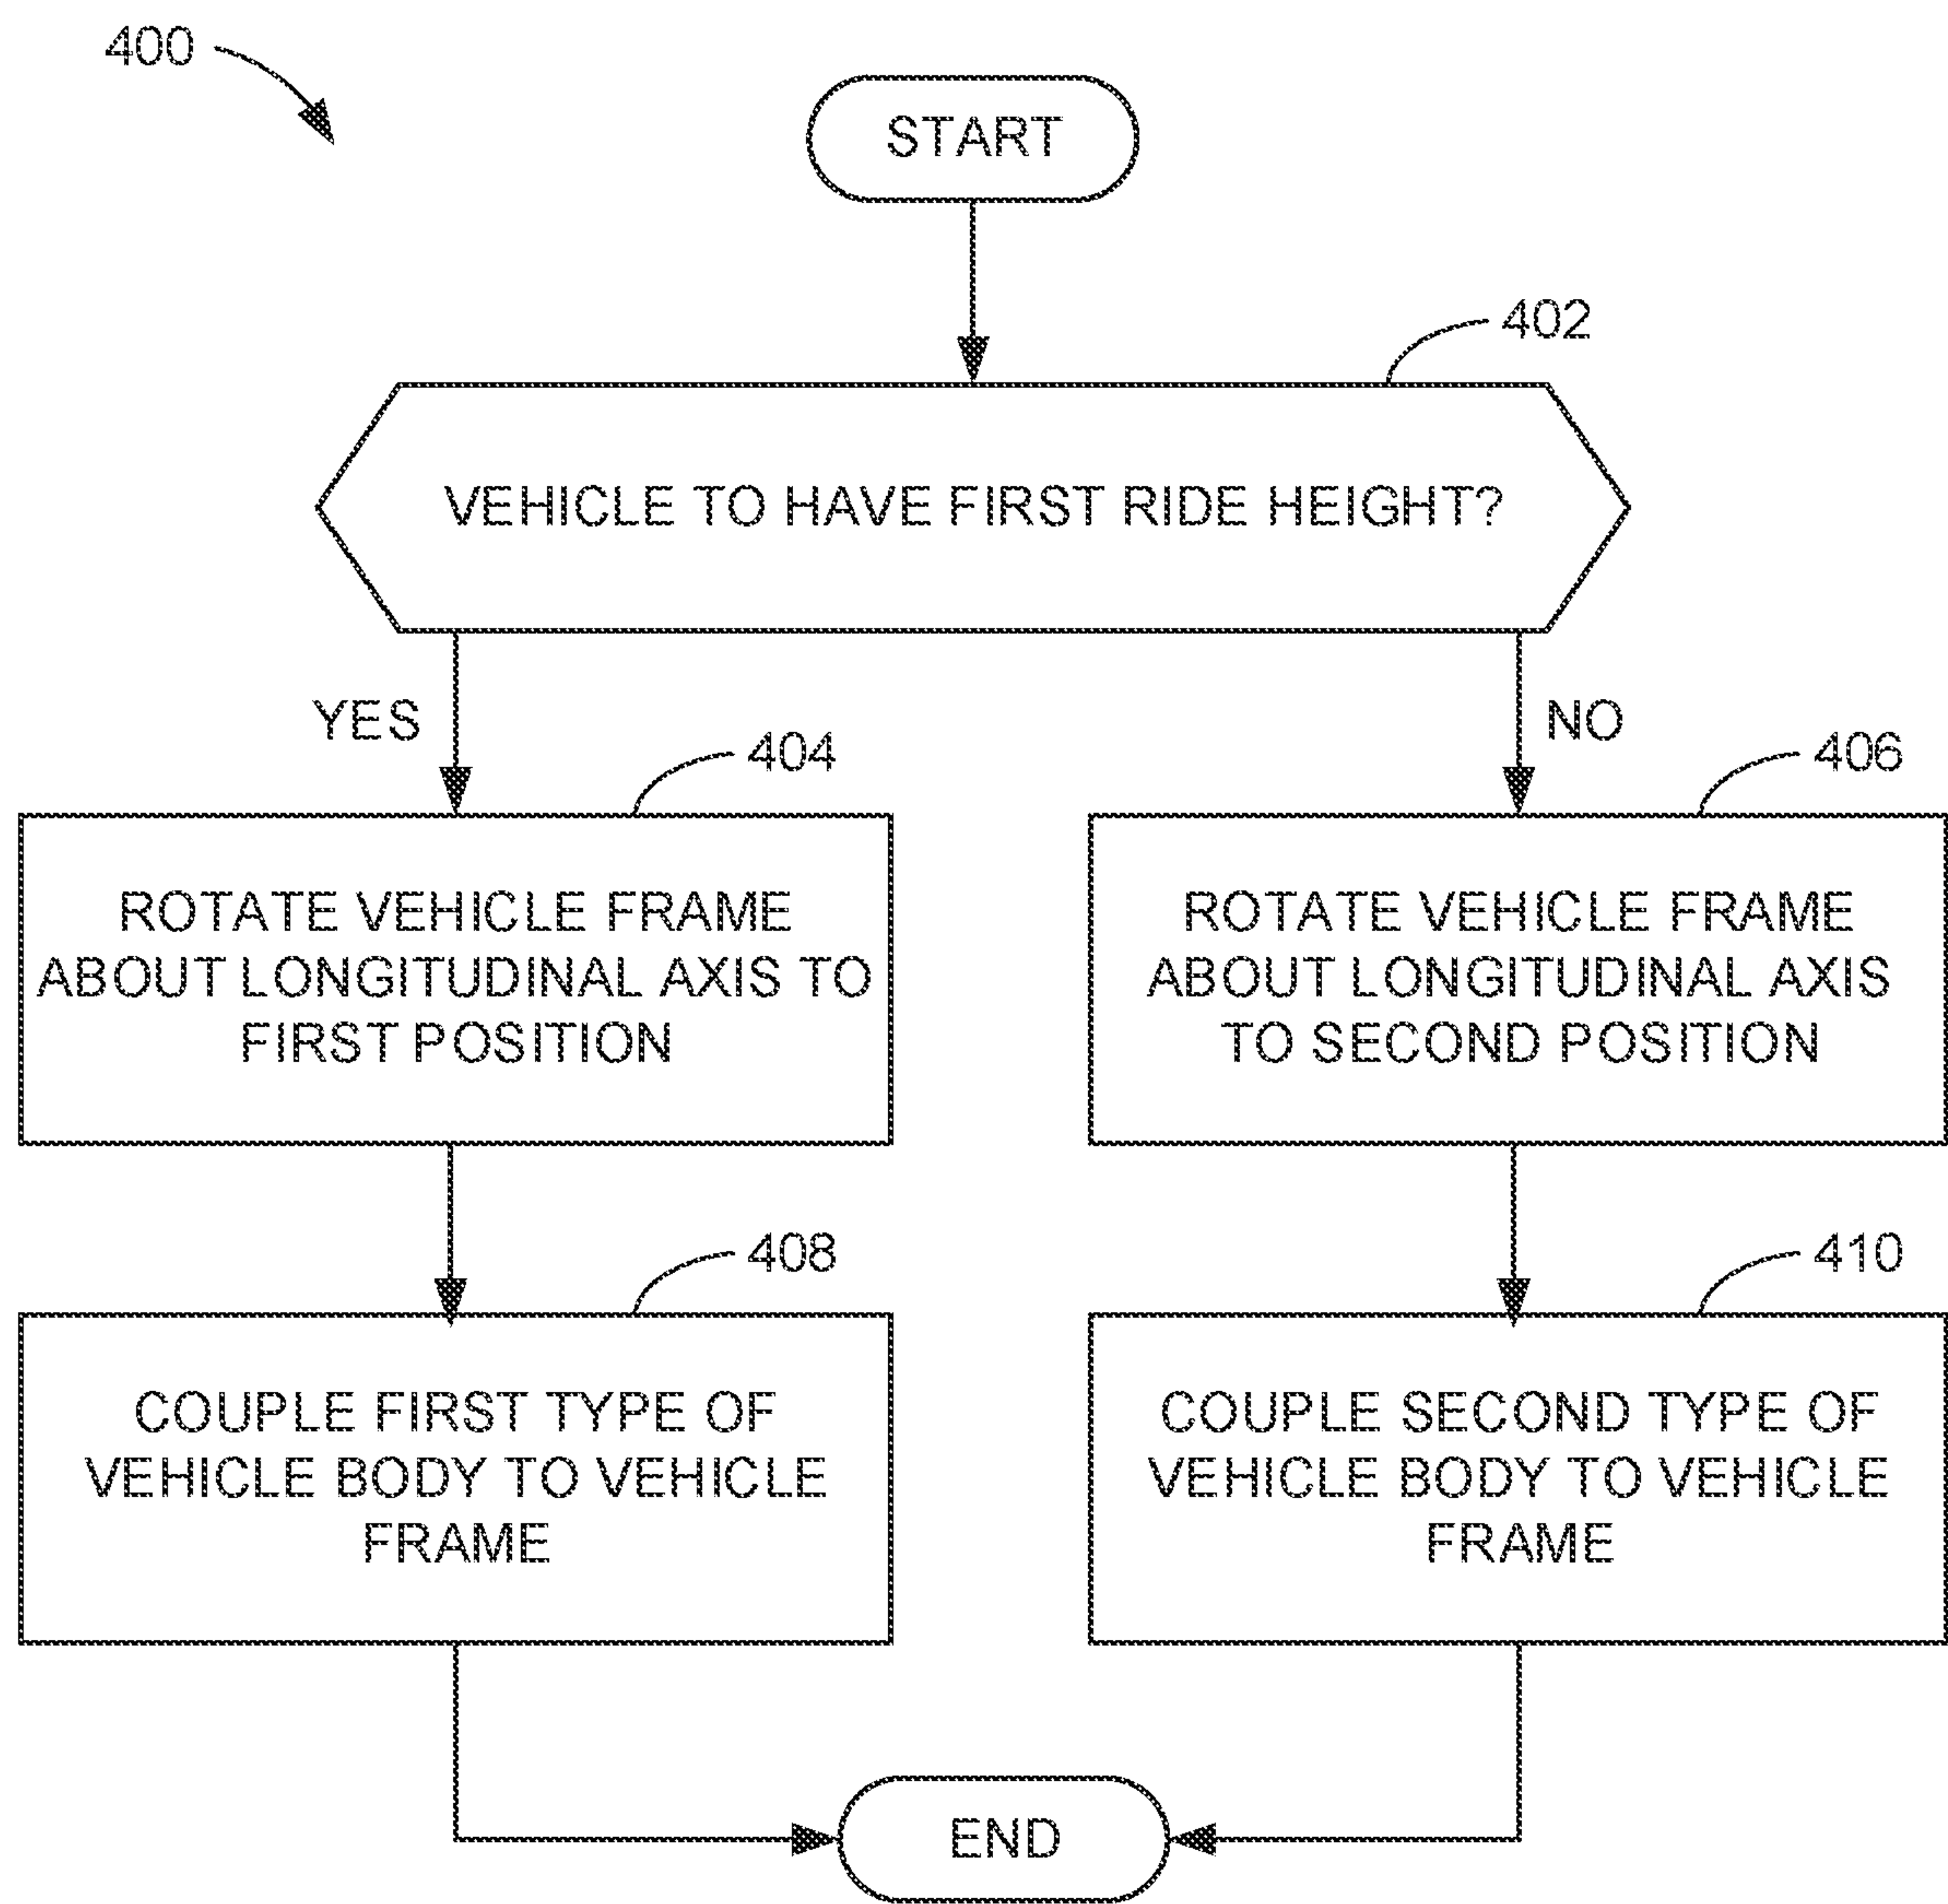 400
START
402
VEHICLE TO HAVE FIRST RIDE HEIGHT?
YES
NO
404
ROTATE VEHICLE FRAME
ABOUT LONGITUDINAL AXIS TO
FIRST POSITION
406
ROTATE VEHICLE FRAME
ABOUT LONGITUDINAL AXIS
TO SECOND POSITION
408
COUPLE FIRST TYPE OF
VEHICLE BODY TO VEHICLE
FRAME
410
COUPLE SECOND TYPE OF
VEHICLE BODY TO VEHICLE
FRAME
END